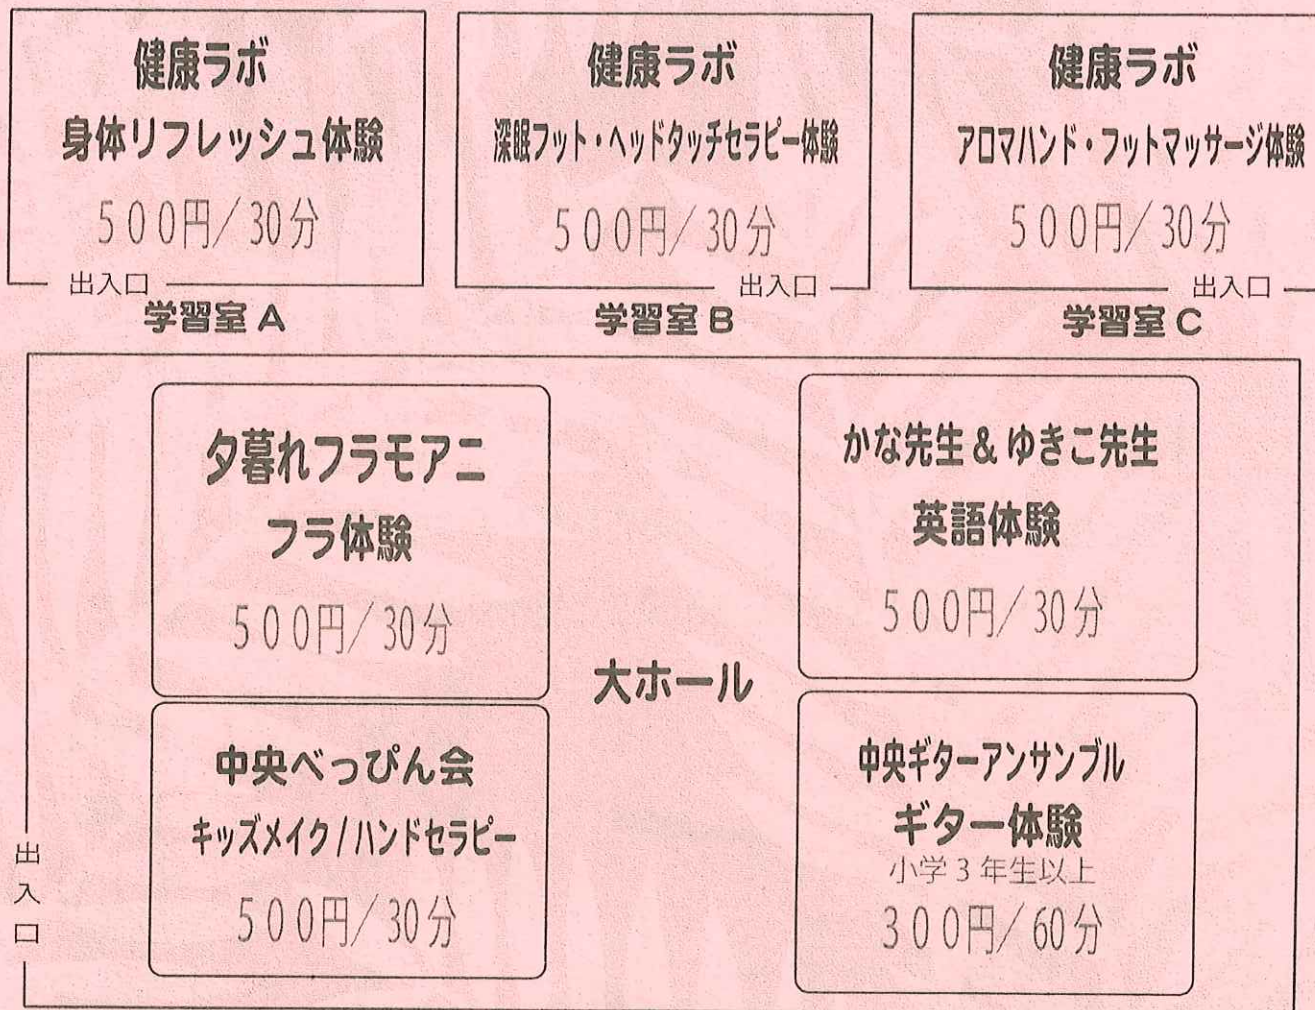 健康ラボ
身体リフレッシュ体験
500円/30分
出入口
学習室 A
健康ラボ
深眠フット・ヘッドタッチセラピー体験
500円/30分
出入口
学習室 B
健康ラボ
アロマハンド・フットマッサージ体験
500円/30分
出入口
学習室 C
夕暮れフラモアニ
フラ体験
500円/30分
かな先生 & ゆきこ先生
英語体験
500円/30分
大ホール
中央べっぴん会
キッズメイク / ハンドセラピー
500円/30分
中央ギターアンサンブル
ギター体験
小学3年生以上
300円/60分
出入口